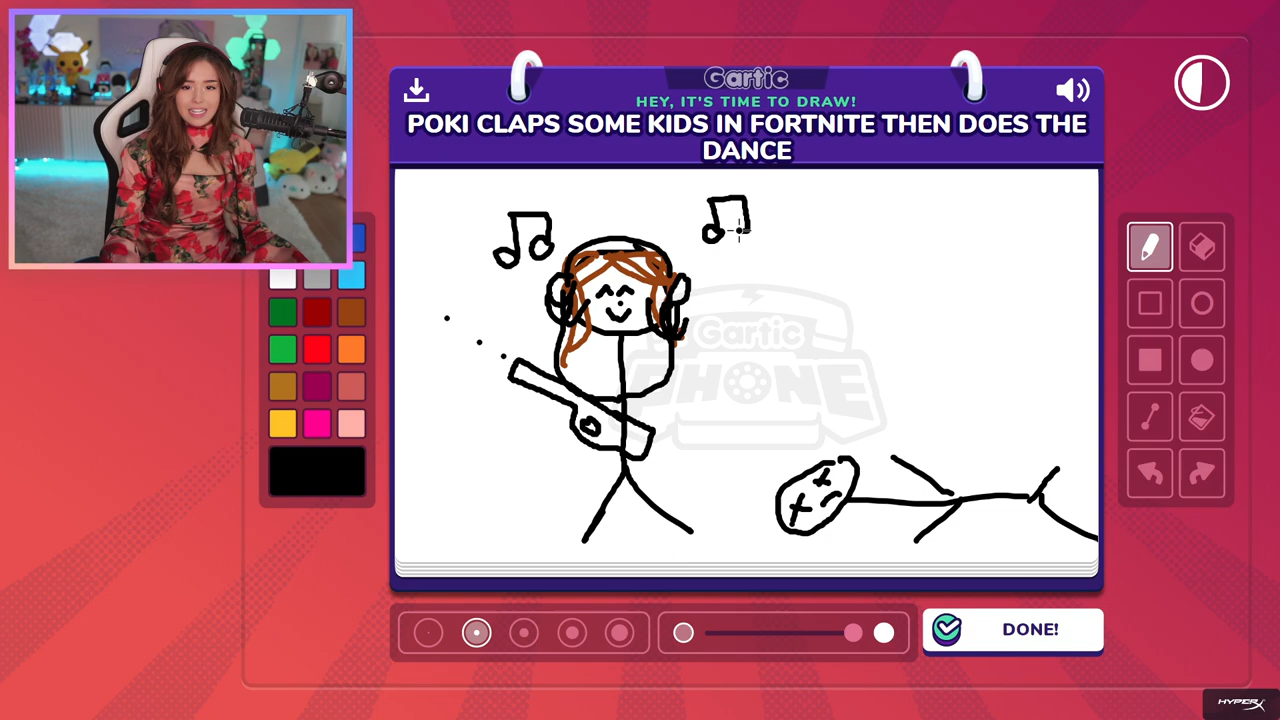 Gartic
HEY, IT'S TIME TO DRAW!
POKI CLAPS SOME KIDS IN FORTNITE THEN DOES THE
DANCE
Gartic
PHONE
DONE!
HYPERX